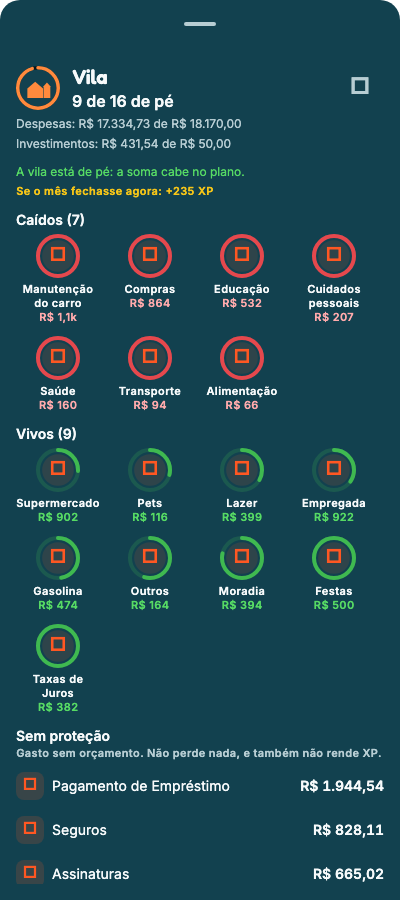 Vila
9 de 16 de pé
Despesas: R$ 17.334,73 de R$ 18.170,00
Investimentos: R$ 431,54 de R$ 50,00
A vila está de pé: a soma cabe no plano.
Se o mês fechasse agora: +235 XP
Caídos (7)
Manutenção do carro
R$ 1,1k
Compras
R$ 864
Educação
R$ 532
Cuidados pessoais
R$ 207
Saúde
R$ 160
Transporte
R$ 94
Alimentação
R$ 66
Vivos (9)
Supermercado
R$ 902
Pets
R$ 116
Lazer
R$ 399
Empregada
R$ 922
Gasolina
R$ 474
Outros
R$ 164
Moradia
R$ 394
Festas
R$ 500
Taxas de Juros
R$ 382
Sem proteção
Gasto sem orçamento. Não perde nada, e também não rende XP.
Pagamento de Empréstimo R$ 1.944,54
Seguros R$ 828,11
Assinaturas R$ 665,02